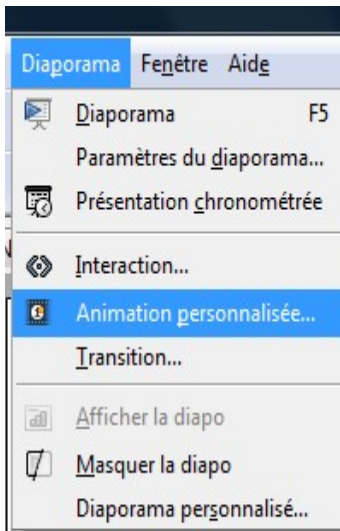 Diaporama Fenêtre Aide
Diaporama F5
Paramètres du diaporama...
Présentation chronométrée
Interaction...
Animation personnalisée...
Transition...
Afficher la diapo
Masquer la diapo
Diaporama personnalisé...